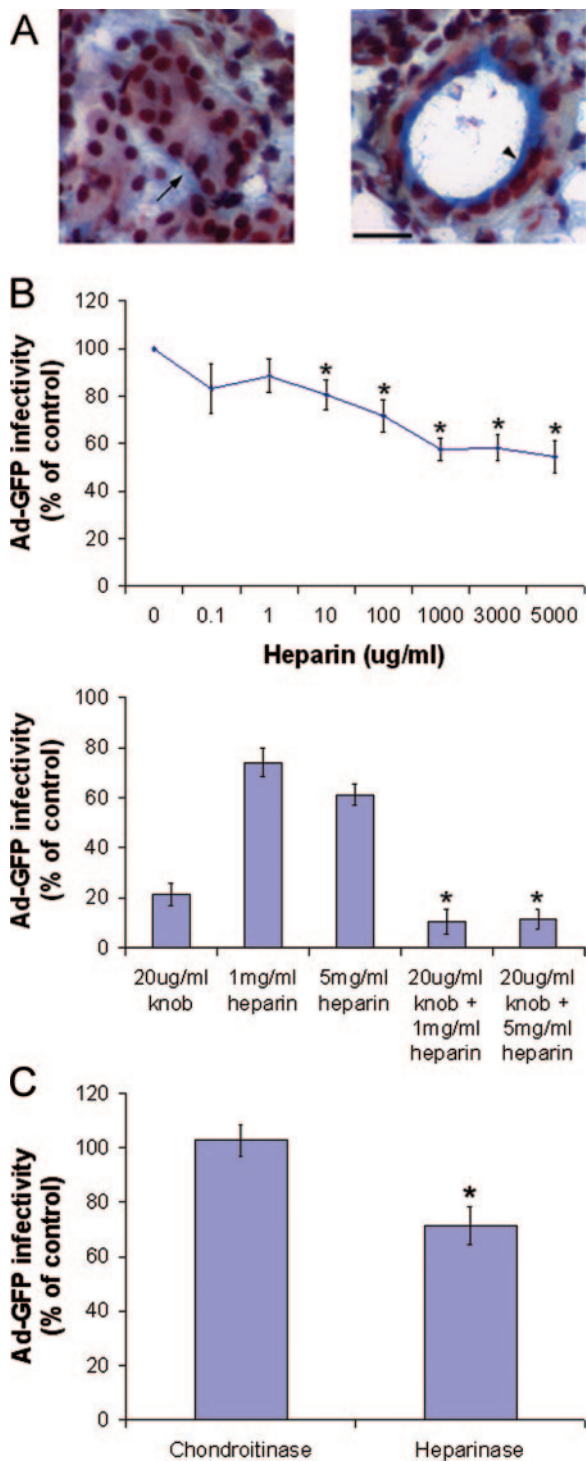 A
B
Ad-GFP infectivity
(% of control)
120
100
80
60
40
20
0
0 0.1 1 10 100 1000 3000 5000
* * * * *
Heparin (ug/ml)
Ad-GFP infectivity
(% of control)
100
80
60
40
20
0
* *
20ug/ml
knob
1mg/ml
heparin
5mg/ml
heparin
20ug/ml
knob +
1mg/ml
heparin
20ug/ml
knob +
5mg/ml
heparin
C
Ad-GFP infectivity
(% of control)
120
100
80
60
40
20
0
*
Chondroitinase Heparinase